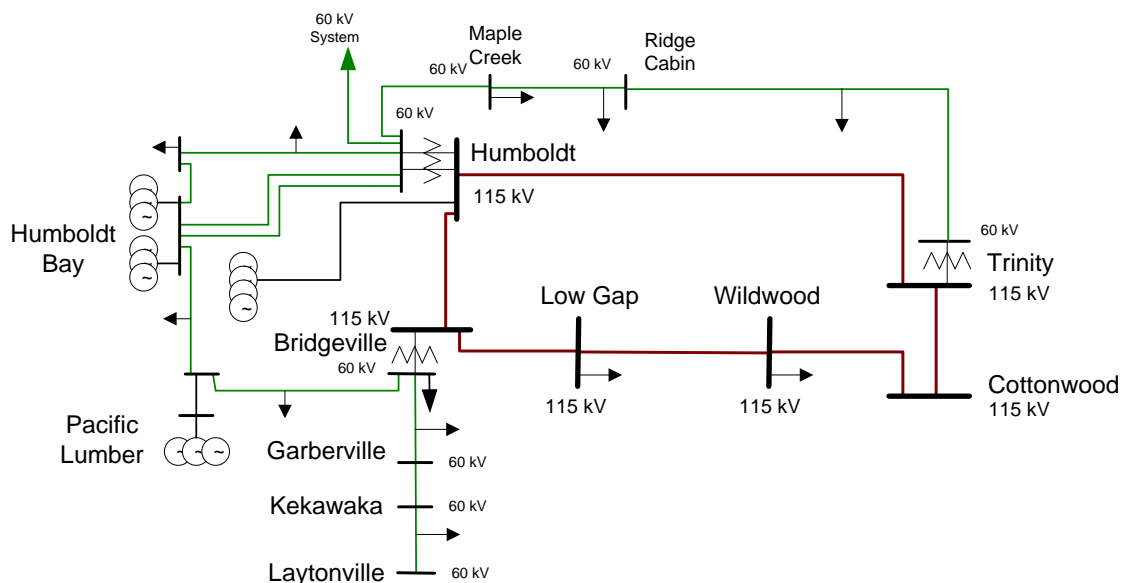 60 kV
System
Maple
Creek
Ridge
Cabin
60 kV
60 kV
60 kV
Humboldt
115 kV
Humboldt
Bay
~
~
~
~
~
~
~
~
~
~
60 kV
Trinity
115 kV
Low Gap
Wildwood
115 kV
Bridgeville
60 kV
115 kV
115 kV
Cottonwood
115 kV
Pacific
Lumber
~
~
~
Garberville
60 kV
Kekawaka
60 kV
Laytonville
60 kV